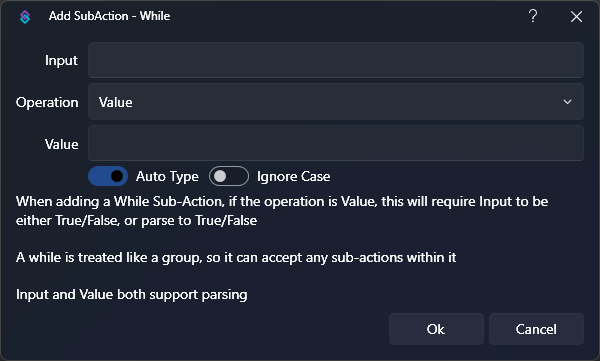 Add SubAction - While
?
Input
Operation
Value
Value
Auto Type
Ignore Case
When adding a While Sub-Action, if the operation is Value, this will require Input to be
either True/False, or parse to True/False
A while is treated like a group, so it can accept any sub-actions within it
Input and Value both support parsing
Ok
Cancel